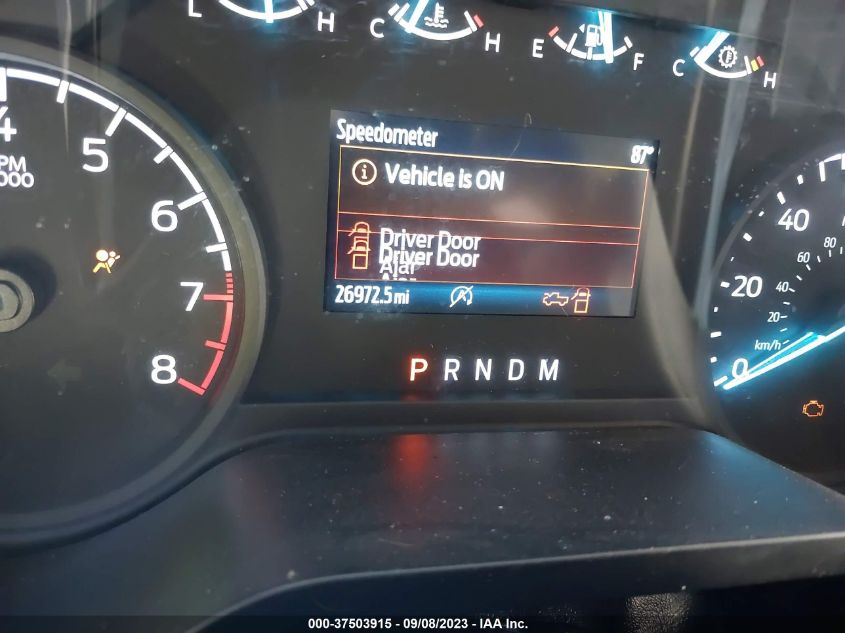 L H
C H
E F
C H
4
5
PM
000
6
7
8
Speedometer
87°
Vehicle is ON
Driver Door
Driver Door
Ajar
Ajar
26972.5 mi
P R N D M
40
80
60
20
40
20
km/h
0
000-37503915 - 09/08/2023 - IAA Inc.